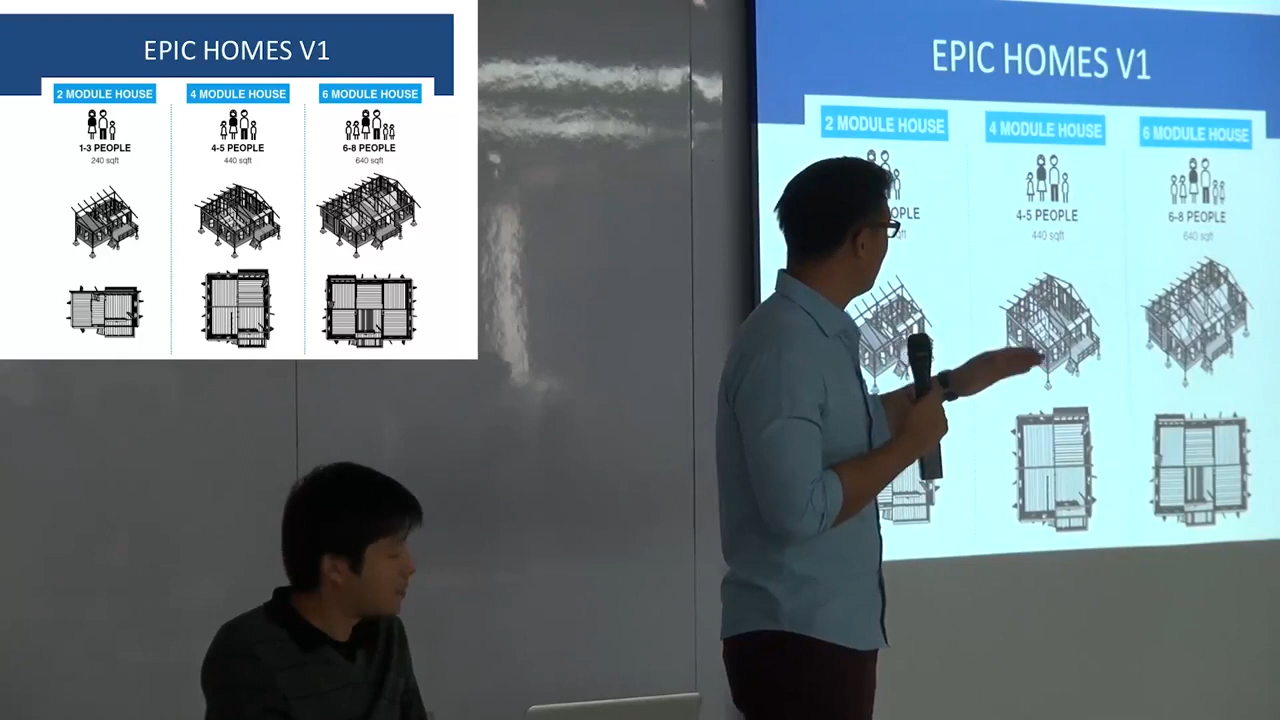 EPIC HOMES V1
2 MODULE HOUSE
4 MODULE HOUSE
6 MODULE HOUSE
1-3 PEOPLE
4-5 PEOPLE
6-8 PEOPLE
240 sqft
440 sqft
640 sqft
EPIC HOMES V1
2 MODULE HOUSE
4 MODULE HOUSE
6 MODULE HOUSE
OPLE
4-5 PEOPLE
6-8 PEOPLE
qft
440 sqft
640 sqft